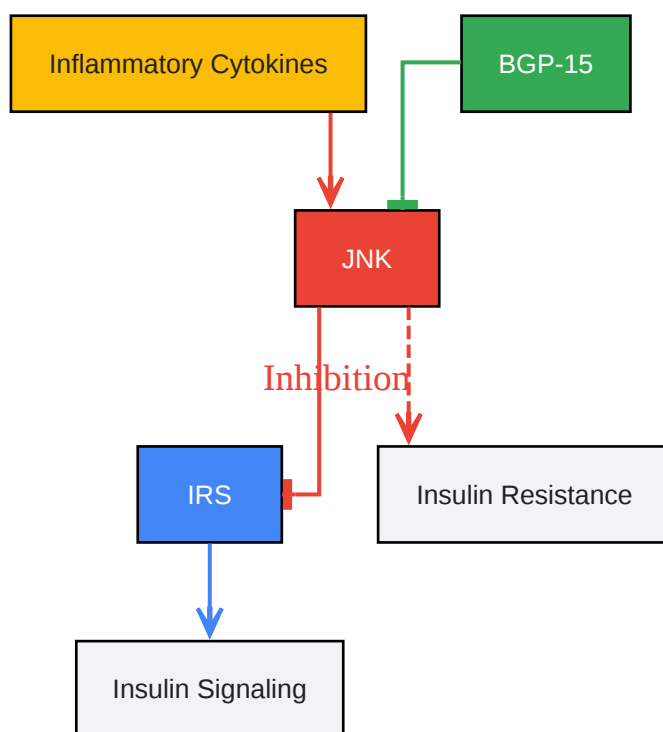 Inflammatory Cytokines
BGP-15
JNK
Inhibition
IRS
Insulin Resistance
Insulin Signaling